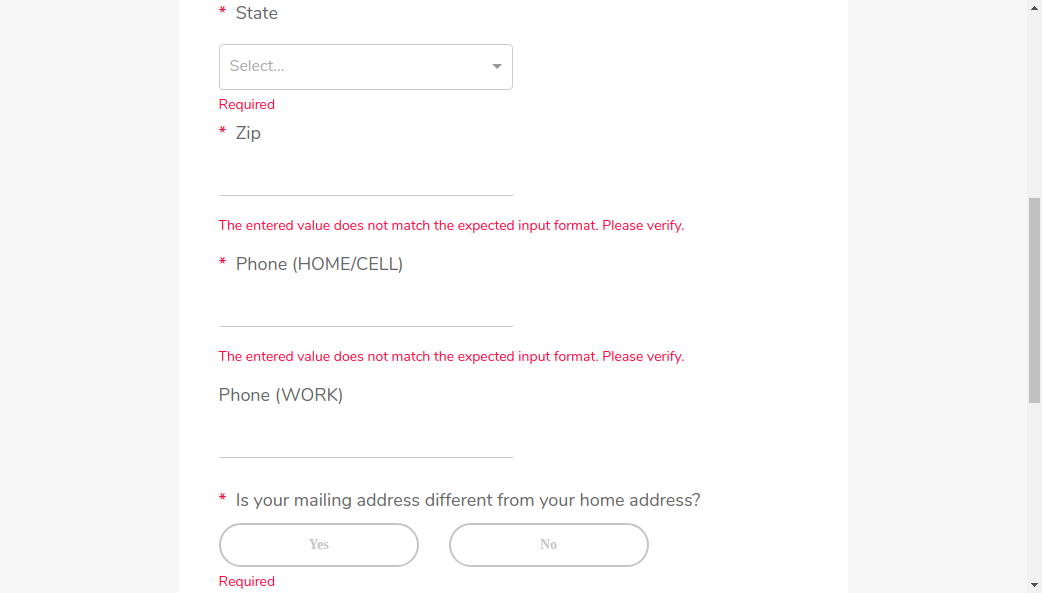 * State
Select...
Required
* Zip
The entered value does not match the expected input format. Please verify.
* Phone (HOME/CELL)
The entered value does not match the expected input format. Please verify.
Phone (WORK)
* Is your mailing address different from your home address?
Yes No
Required